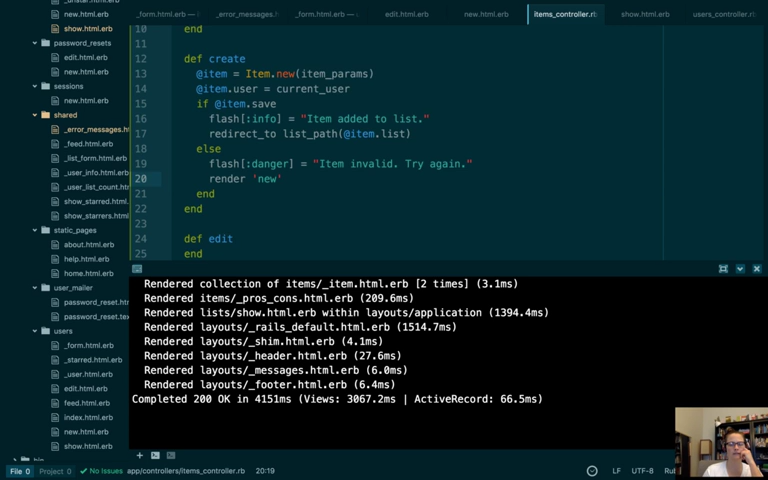 _unstar.html.erb
new.html.erb
show.html.erb
password_resets
edit.html.erb
new.html.erb
sessions
new.html.erb
shared
_error_messages.ht
_feed.html.erb
_list_form.html.erb
_user_info.html.erb
_user_list_count.ht
show_starred.html
show_starrers.html
static_pages
about.html.erb
help.html.erb
home.html.erb
user_mailer
password_reset.htr
password_reset.tex
users
_form.html.erb
_starred.html.erb
_user.html.erb
edit.html.erb
feed.html.erb
index.html.erb
new.html.erb
show.html.erb
_form.html.erb —
_error_messages.
_form.html.erb —
edit.html.erb
new.html.erb
items_controller.rb
show.html.erb
users_controller.rb
10 end
11
12 def create
13 @item = Item.new(item_params)
14 @item.user = current_user
15 if @item.save
16 flash[:info] = "Item added to list."
17 redirect_to list_path(@item.list)
18 else
19 flash[:danger] = "Item invalid. Try again."
20 render 'new'
21 end
22 end
23
24 def edit
25 end
Rendered collection of items/_item.html.erb [2 times] (3.1ms)
Rendered items/_pros_cons.html.erb (209.6ms)
Rendered lists/show.html.erb within layouts/application (1394.4ms)
Rendered layouts/_rails_default.html.erb (1514.7ms)
Rendered layouts/_shim.html.erb (4.1ms)
Rendered layouts/_header.html.erb (27.6ms)
Rendered layouts/_messages.html.erb (6.0ms)
Rendered layouts/_footer.html.erb (6.4ms)
Completed 200 OK in 4151ms (Views: 3067.2ms | ActiveRecord: 66.5ms)
File 0 Project 0 No Issues app/controllers/items_controller.rb 20:19 LF UTF-8 Ru